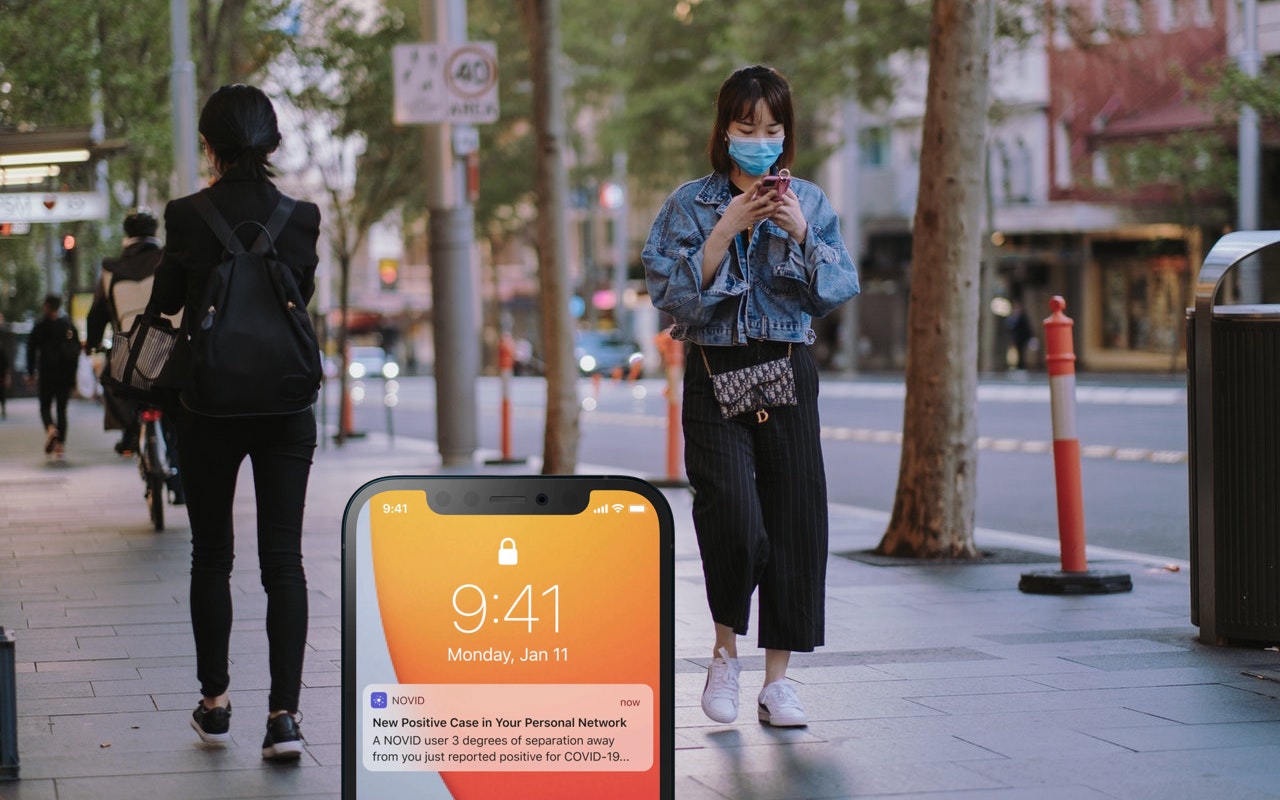 40
AREA
9:41
9:41
Monday, Jan 11
NOVID
now
New Positive Case in Your Personal Network
A NOVID user 3 degrees of separation away
from you just reported positive for COVID-19...